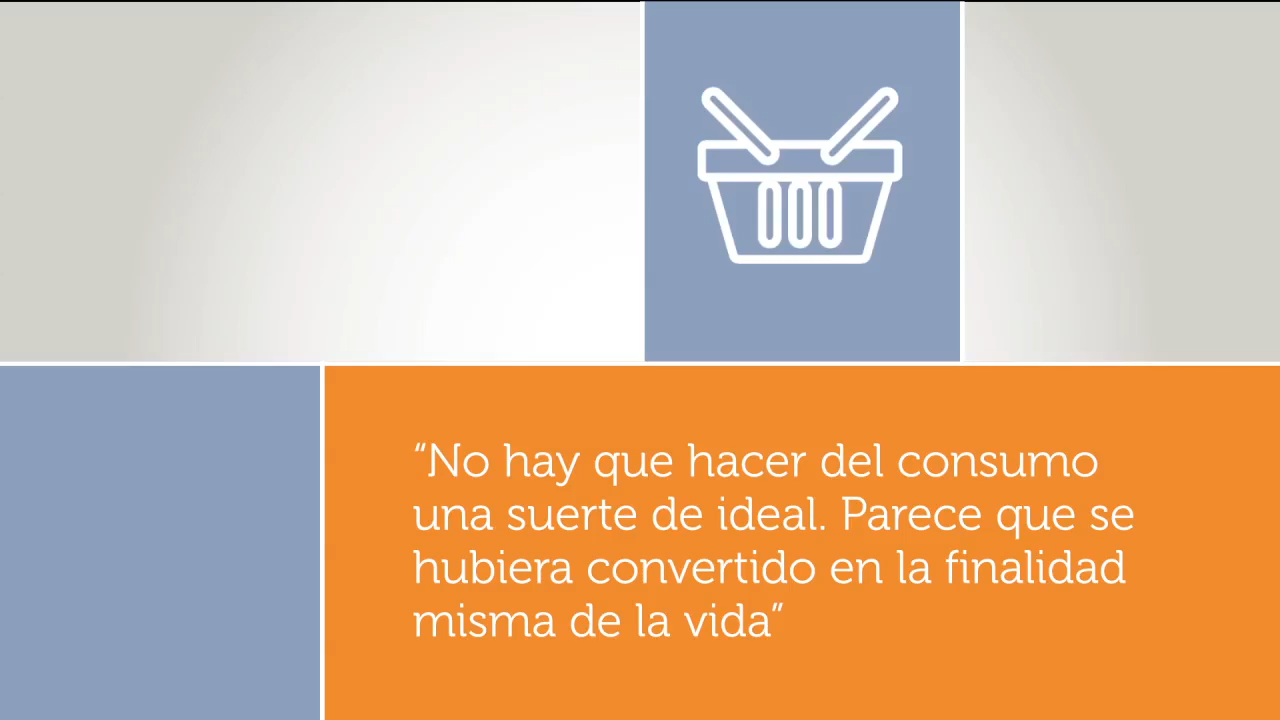 “No hay que hacer del consumo
una suerte de ideal. Parece que se
hubiera convertido en la finalidad
misma de la vida”